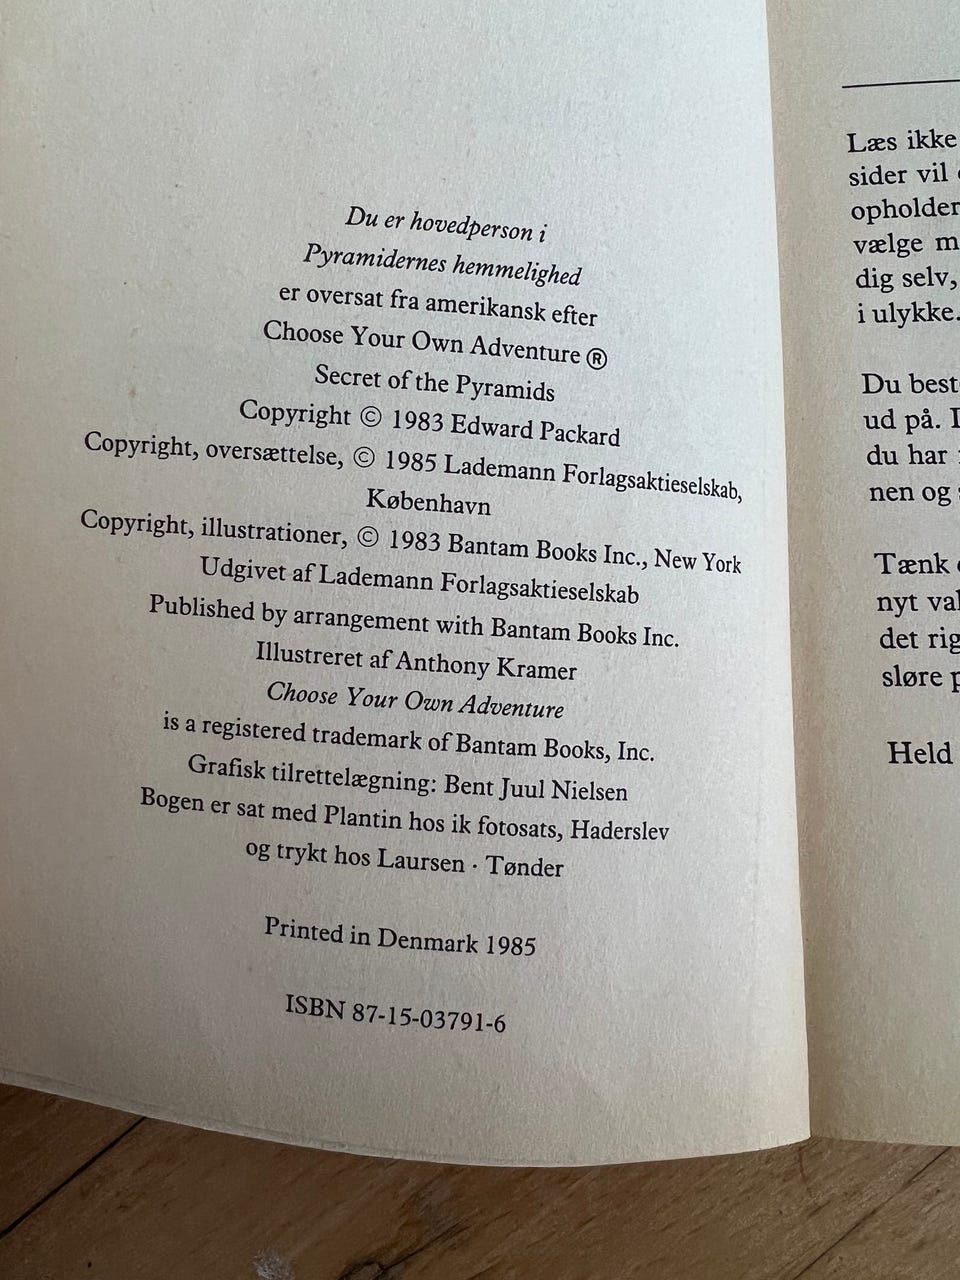 Du er hovedperson i
Pyramidernes hemmelighed
er oversat fra amerikansk efter
Choose Your Own Adventure ®
Secret of the Pyramids
Copyright © 1983 Edward Packard
Copyright, oversættelse, © 1985 Lademann Forlagsaktieselskab,
København
Copyright, illustrationer, © 1983 Bantam Books Inc., New York
Udgivet af Lademann Forlagsaktieselskab
Published by arrangement with Bantam Books Inc.
Illustreret af Anthony Kramer
Choose Your Own Adventure
is a registered trademark of Bantam Books, Inc.
Grafisk tilrettelægning: Bent Juul Nielsen
Bogen er sat med Plantin hos ik fotosats, Haderslev
og trykt hos Laursen · Tønder
Printed in Denmark 1985
ISBN 87-15-03791-6
Læs ikke
sider vil
opholder
vælge
dig selv,
i ulykke.
Du
ud på.
du har
nen og
Tænk
nyt
det
sløre
Held